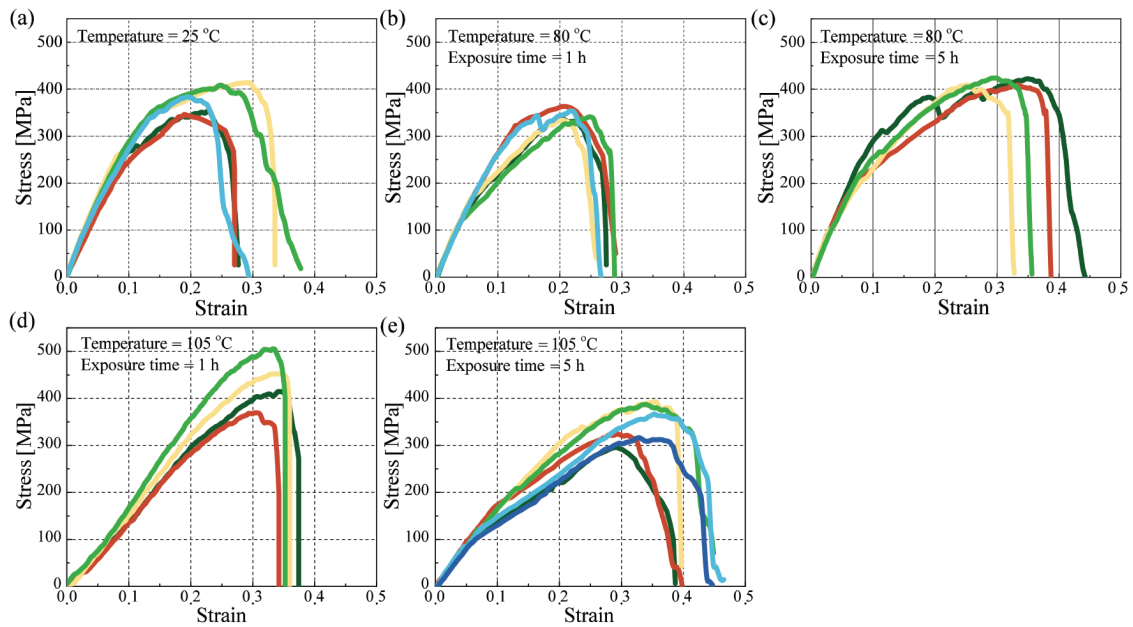 (a)
Temperature = 25 °C
500
400
300
200
100
0
Stress [MPa]
0.0 0.1 0.2 0.3 0.4 0.5
Strain
(b)
Temperature = 80 °C
Exposure time = 1 h
500
400
300
200
100
0
Stress [MPa]
0.0 0.1 0.2 0.3 0.4 0.5
Strain
(c)
Temperature = 80 °C
Exposure time = 5 h
500
400
300
200
100
0
Stress [MPa]
0.0 0.1 0.2 0.3 0.4 0.5
Strain
(d)
Temperature = 105 °C
Exposure time = 1 h
500
400
300
200
100
0
Stress [MPa]
0.0 0.1 0.2 0.3 0.4 0.5
Strain
(e)
Temperature = 105 °C
Exposure time = 5 h
500
400
300
200
100
0
Stress [MPa]
0.0 0.1 0.2 0.3 0.4 0.5
Strain